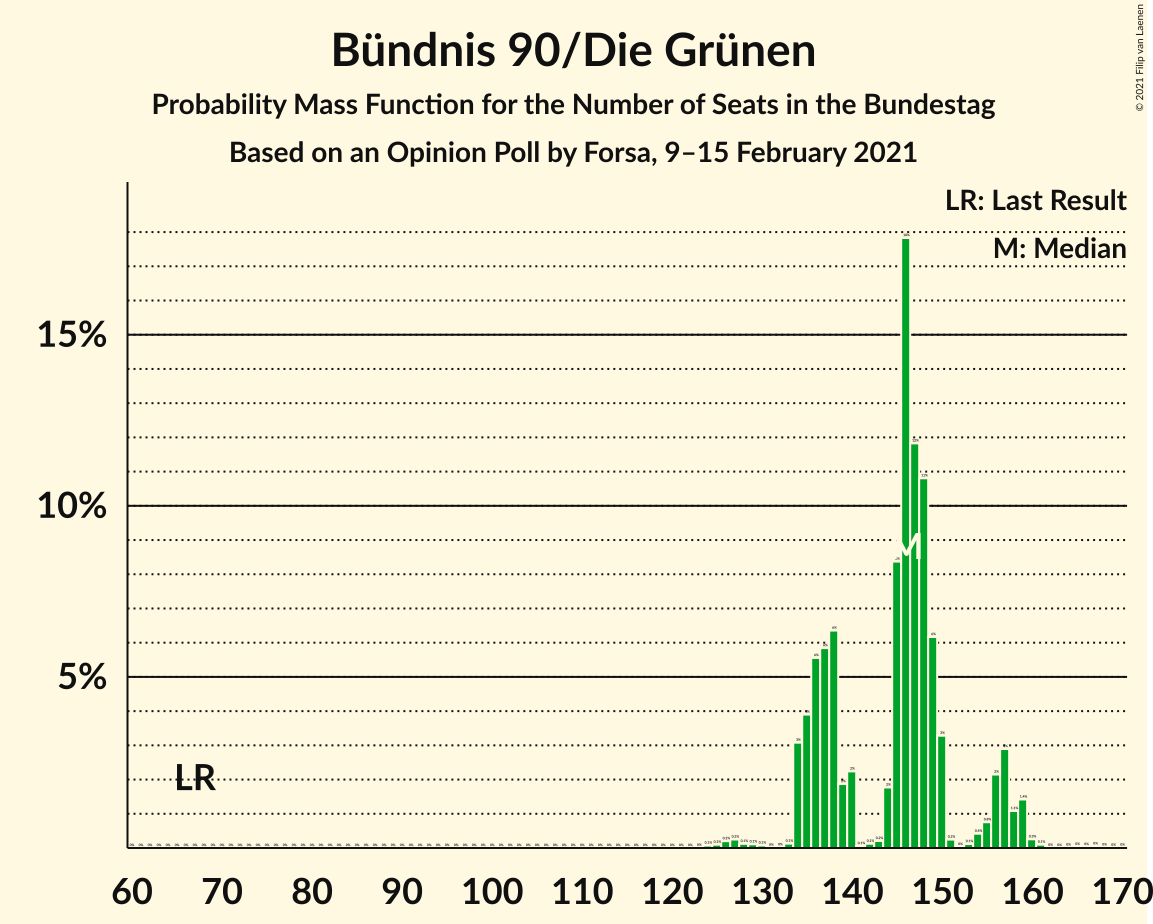 Bündnis 90/Die Grünen
Probability Mass Function for the Number of Seats in the Bundestag
Based on an Opinion Poll by Forsa, 9–15 February 2021
© 2021 Filip van Laenen
LR: Last Result
M: Median
15%
10%
5%
LR
M
60 70 80 90 100 110 120 130 140 150 160 170